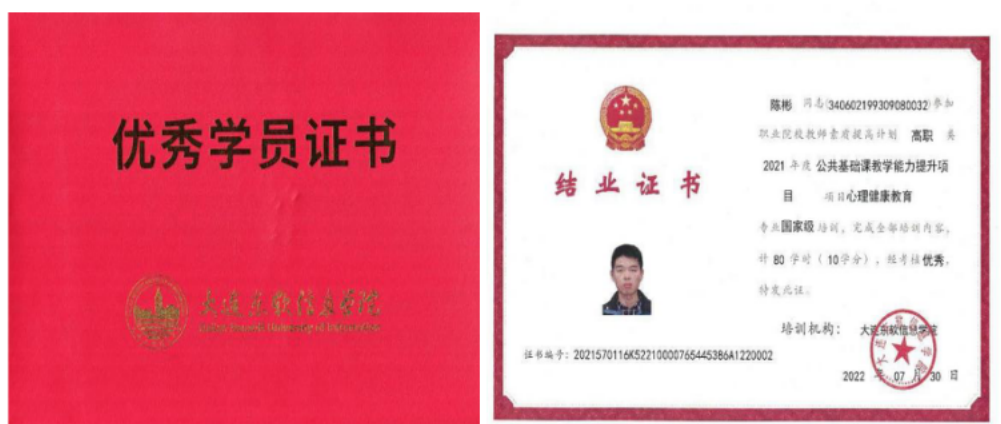 优秀学员证书
大连东软信息学院
Dalian Neusoft University of Information
结业证书
陈彬 同志(340602199309080032)参加
职业院校教师素质提高计划 高职 类
2021 年度 公共基础课教学能力提升项
目 项目心理健康教育
专业国家级培训,完成全部培训内容,
计 80 学时( 10学分),经考核优秀,
特发此证。
培训机构: 大连东软信息学院
证书编号:
2022 年 07 月 30 日